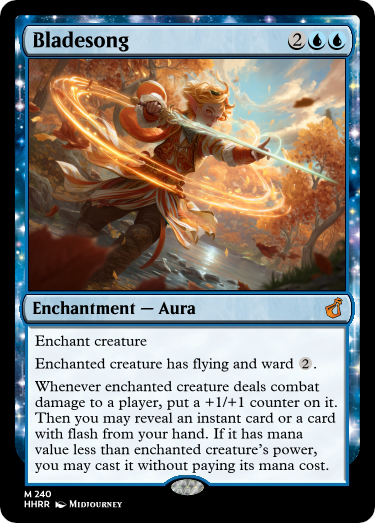 Bladesong 2
Enchantment — Aura
Enchant creature
Enchanted creature has flying and ward 2.
Whenever enchanted creature deals combat
damage to a player, put a +1/+1 counter on it.
Then you may reveal an instant card or a card
with flash from your hand. If it has mana
value less than enchanted creature's power,
you may cast it without paying its mana cost.
M 240
HHRR Midjourney